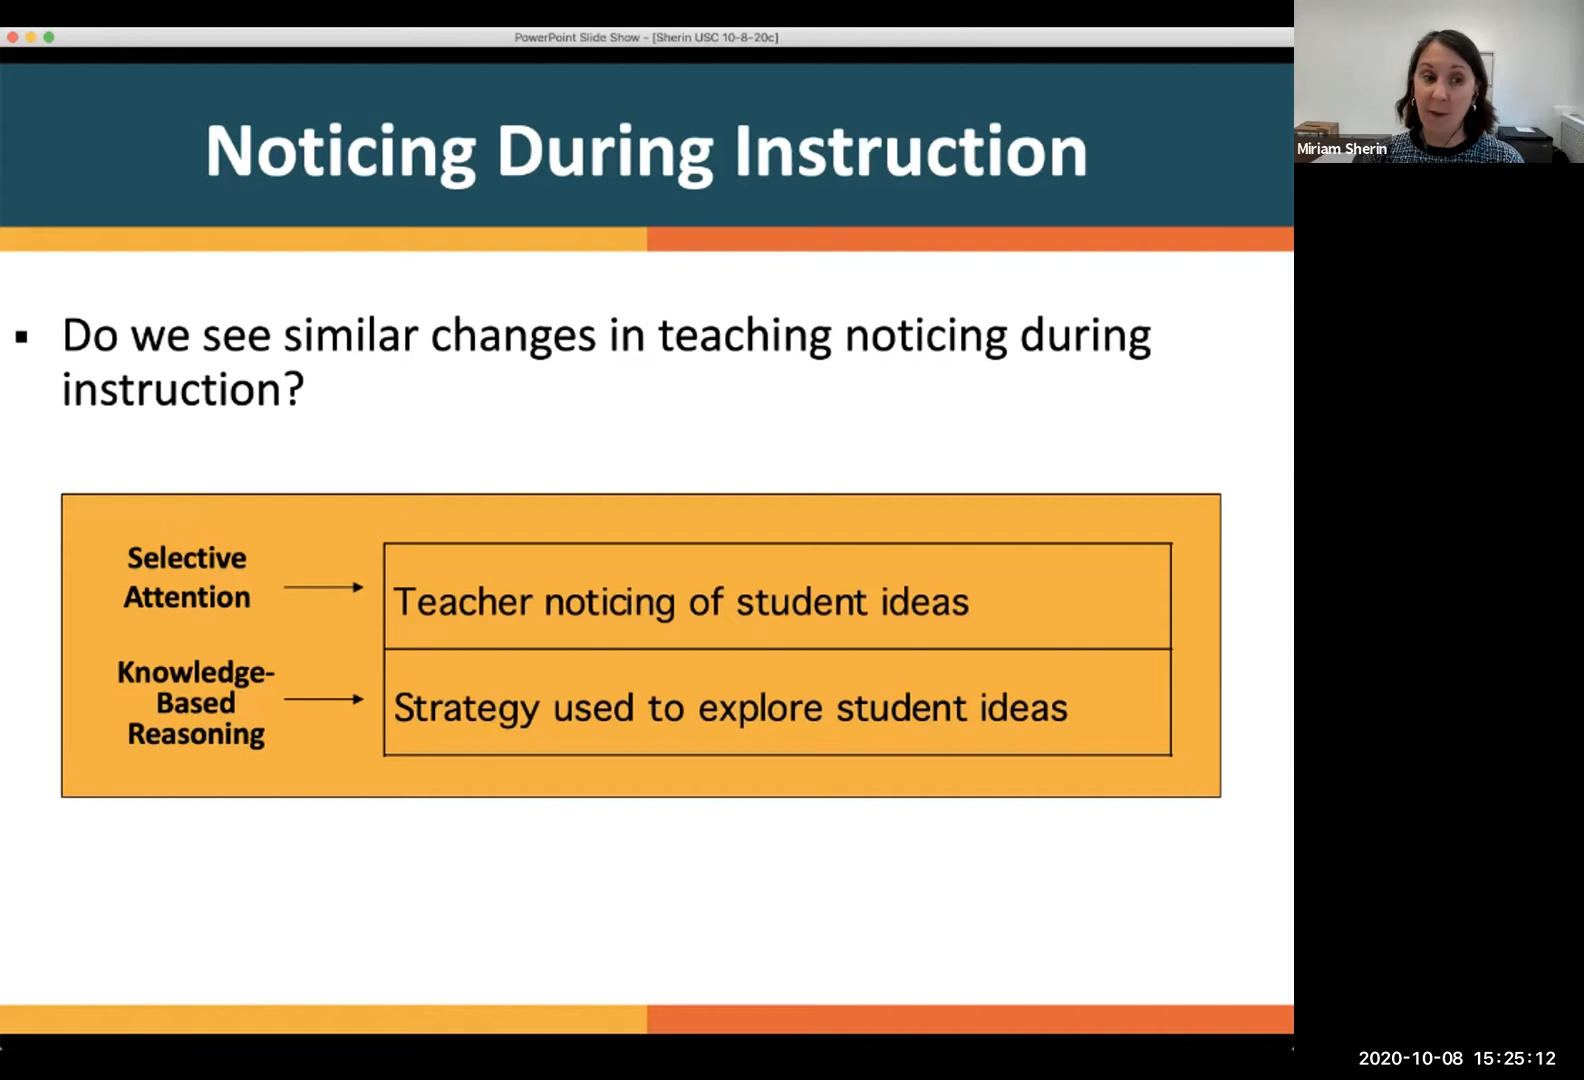 PowerPoint Slide Show - [Sherin USC 10-8-20c]
Noticing During Instruction
▪ Do we see similar changes in teaching noticing during
instruction?
Selective
Attention
Teacher noticing of student ideas
Knowledge-
Based
Reasoning
Strategy used to explore student ideas
Miriam Sherin
2020-10-08 15:25:12